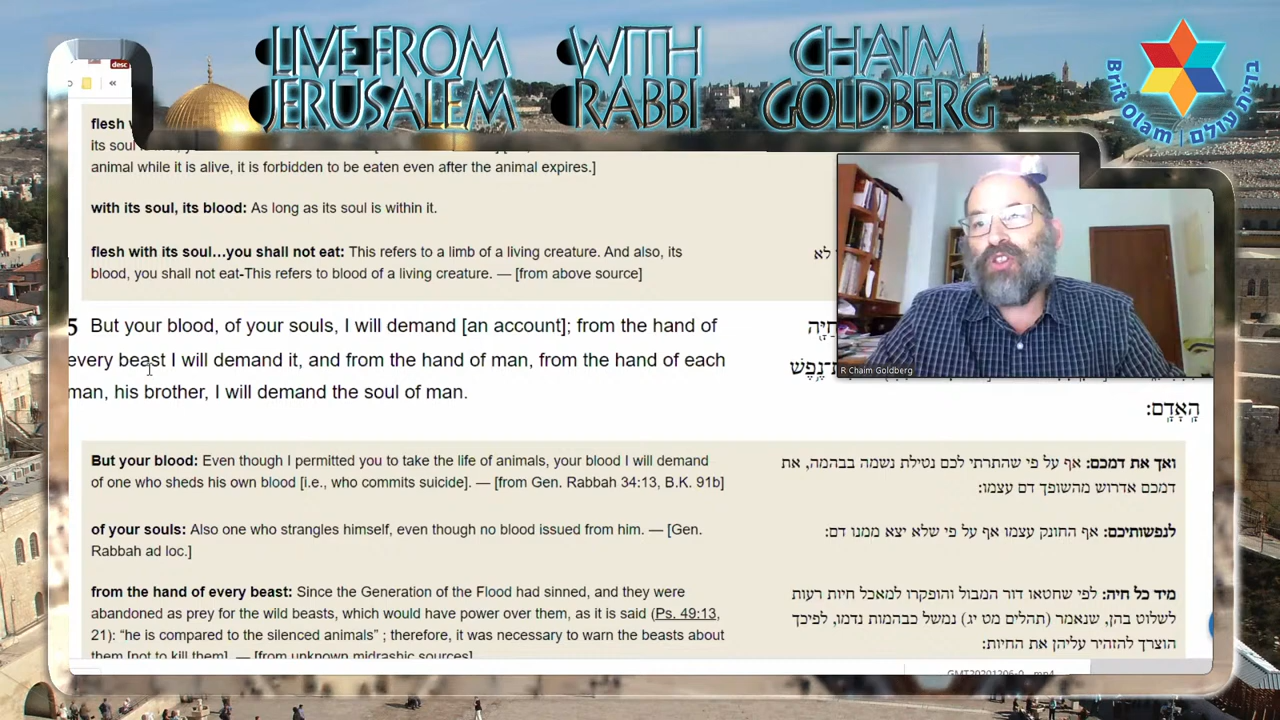 LIVE FROM WITH CHAIM
JERUSALEM RABBI GOLDBERG
Brit Olam | ברית עולם
desc
«
flesh
its soul
animal while it is alive, it is forbidden to be eaten even after the animal expires.]
with its soul, its blood: As long as its soul is within it.
flesh with its soul…you shall not eat: This refers to a limb of a living creature. And also, its
blood, you shall not eat-This refers to blood of a living creature. — [from above source]
לא
5 But your blood, of your souls, I will demand [an account]; from the hand of
every beast I will demand it, and from the hand of man, from the hand of each
man, his brother, I will demand the soul of man.
חַיָּ֖ה
נֶ֥פֶשׁ
הָֽאָדָֽם:
R Chaim Goldberg
But your blood: Even though I permitted you to take the life of animals, your blood I will demand
of one who sheds his own blood [i.e., who commits suicide]. — [from Gen. Rabbah 34:13, B.K. 91b]
ואך את דמכם: אף על פי שהתרתי לכם נטילת נשמה בבהמה, את
דמכם אדרוש מהשופך דם עצמו:
of your souls: Also one who strangles himself, even though no blood issued from him. — [Gen.
Rabbah ad loc.]
לנפשותיכם: אף החונק עצמו אף על פי שלא יצא ממנו דם:
from the hand of every beast: Since the Generation of the Flood had sinned, and they were
abandoned as prey for the wild beasts, which would have power over them, as it is said (Ps. 49:13,
21): “he is compared to the silenced animals” ; therefore, it was necessary to warn the beasts about
them [not to kill them]. — [from unknown midrashic sources]
מיד כל חיה: לפי שחטאו דור המבול והופקרו למאכל חיות רעות
לשלוט בהן, שנאמר (תהלים מט יג) נמשל כבהמות נדמו, לפיכך
הוצרך להזהיר עליהן את החיות: